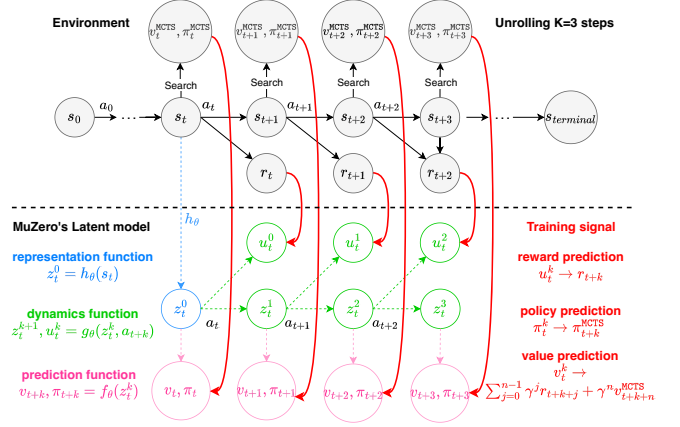 Environment
Unrolling K=3 steps
v_t^MCTS, π_t^MCTS
v_{t+1}^MCTS, π_{t+1}^MCTS
v_{t+2}^MCTS, π_{t+2}^MCTS
v_{t+3}^MCTS, π_{t+3}^MCTS
Search
Search
Search
Search
s_0
a_0
...
s_t
a_t
s_{t+1}
a_{t+1}
s_{t+2}
a_{t+2}
s_{t+3}
...
s_{terminal}
r_t
r_{t+1}
r_{t+2}
MuZero's Latent model
h_θ
Training signal
representation function
z_t^0 = h_θ(s_t)
u_t^0
u_t^1
u_t^2
reward prediction
u_t^k → r_{t+k}
dynamics function
z_t^{k+1}, u_t^k = g_θ(z_t^k, a_{t+k})
z_t^0
a_t
z_t^1
a_{t+1}
z_t^2
a_{t+2}
z_t^3
policy prediction
π_t^k → π_{t+k}^MCTS
prediction function
v_{t+k}, π_{t+k} = f_θ(z_t^k)
v_t, π_t
v_{t+1}, π_{t+1}
v_{t+2}, π_{t+2}
v_{t+3}, π_{t+3}
value prediction
v_t^k →
∑_{j=0}^{n-1} γ^j r_{t+k+j} + γ^n v_{t+k+n}^MCTS